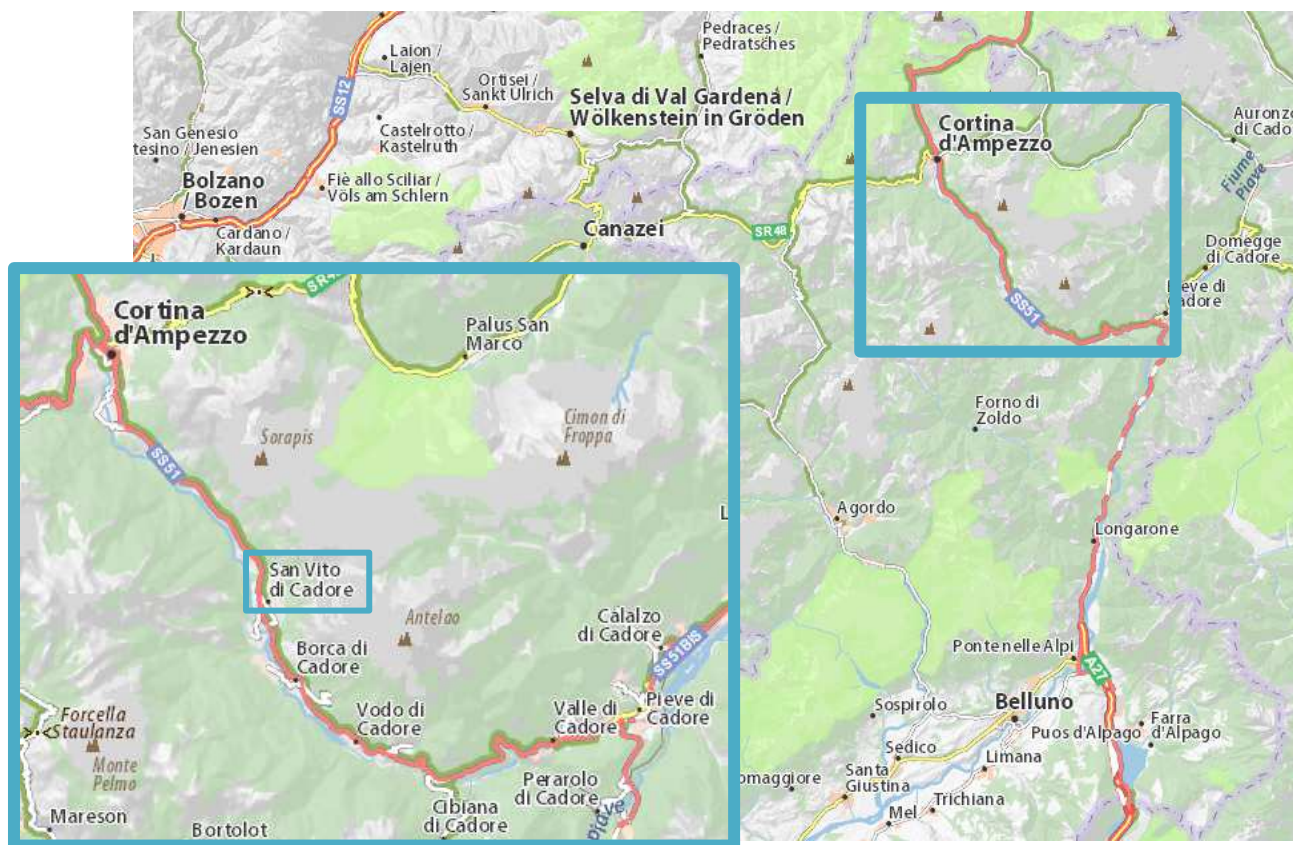 Pedraces /
Pedratsches
Laion /
Lajen
SS12
Ortisei /
Sankt Ulrich
Selva di Val Gardena /
Wölkenstein in Gröden
San Genesio
tesino / Jenesien
Castelrotto /
Kastelruth
Cortina
d'Ampezzo
Auronzo
di Cado
Bolzano
/ Bozen
Fiè allo Sciliar /
Völs am Schlern
Fiume
Piave
Cardano /
Kardaun
Canazei
SR48
Domegge
di Cadore
Pieve di
Cadore
SS51
Forno di
Zoldo
Agordo
Longarone
Ponte nelle Alpi
A27
Belluno
Sospirolo
Puos d'Alpago
Farra
d'Alpago
Sedico
Limana
omaggiore
Santa
Giustina
Trichiana
Mel
Cortina
d'Ampezzo
Palus San
Marco
Sorapis
Cimon di
Froppa
SS51
San Vito
di Cadore
Antelao
Calalzo
di Cadore
SS51BIS
Borca di
Cadore
Vodo di
Cadore
Valle di
Cadore
Pieve di
Cadore
Forcella
Staulanza
Monte
Pelmo
Perarolo
di Cadore
Cibiana
di Cadore
Mareson
Bortolot